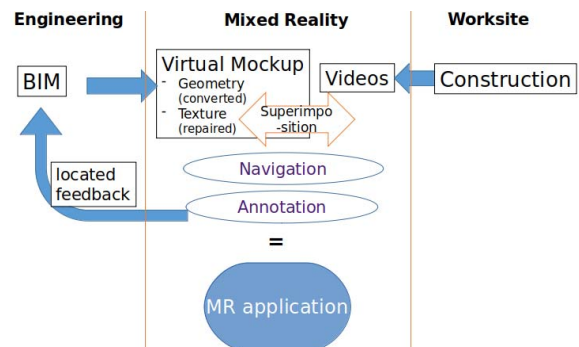 Engineering
Mixed Reality
Worksite
BIM
Virtual Mockup
- Geometry
(converted)
- Texture
(repaired)
Superimpo
-sition
Videos
Construction
Navigation
located
feedback
Annotation
=
MR application